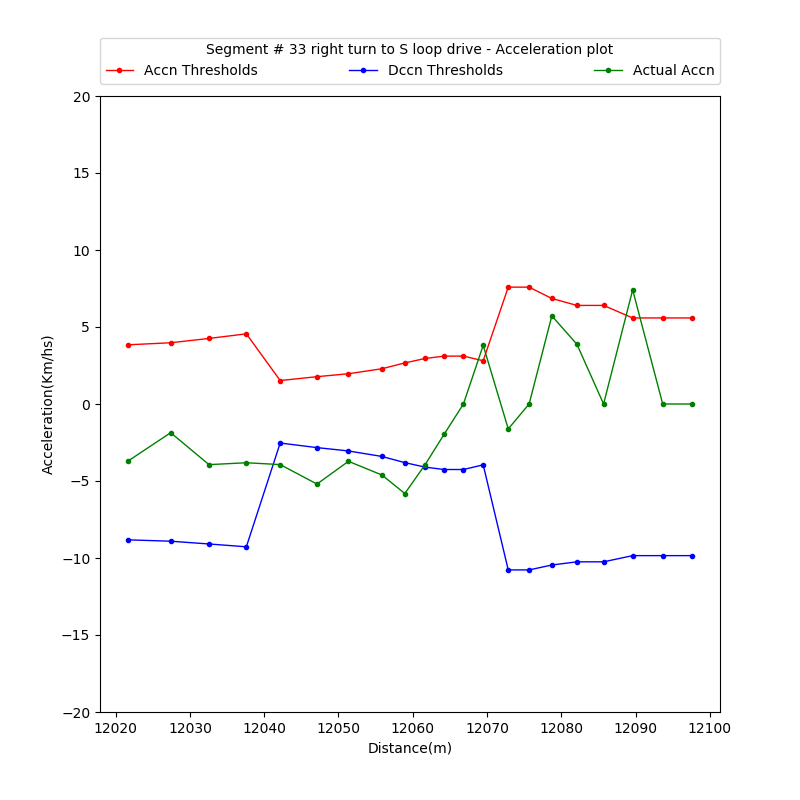 Segment # 33 right turn to S loop drive - Acceleration plot
Accn Thresholds Dccn Thresholds Actual Accn
20
15
10
5
0
−5
−10
−15
−20
Acceleration(Km/hs)
12020 12030 12040 12050 12060 12070 12080 12090 12100
Distance(m)